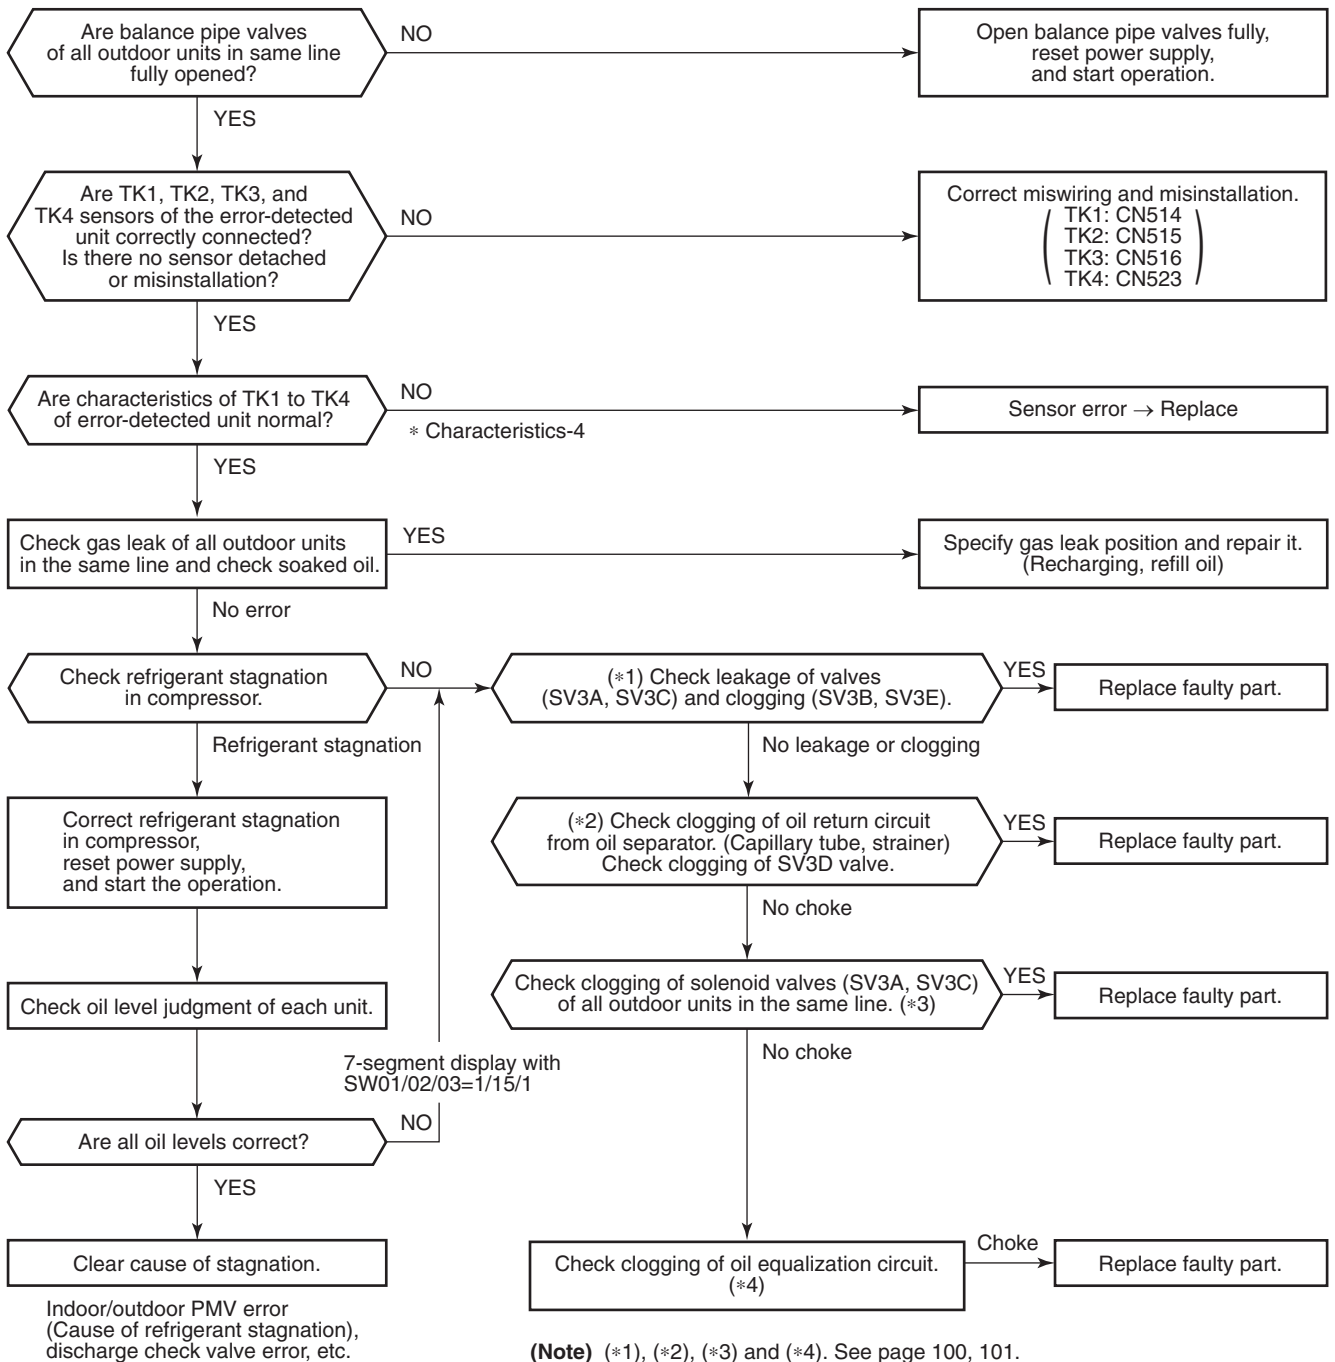 Are balance pipe valves
of all outdoor units in same line
fully opened?
NO
Open balance pipe valves fully,
reset power supply,
and start operation.
YES
Are TK1, TK2, TK3, and
TK4 sensors of the error-detected
unit correctly connected?
Is there no sensor detached
or misinstallation?
NO
Correct miswiring and misinstallation.
TK1: CN514
TK2: CN515
TK3: CN516
TK4: CN523
YES
Are characteristics of TK1 to TK4
of error-detected unit normal?
NO
* Characteristics-4
Sensor error → Replace
YES
Check gas leak of all outdoor units
in the same line and check soaked oil.
YES
Specify gas leak position and repair it.
(Recharging, refill oil)
No error
Check refrigerant stagnation
in compressor.
NO
(*1) Check leakage of valves
(SV3A, SV3C) and clogging (SV3B, SV3E).
YES
Replace faulty part.
Refrigerant stagnation
No leakage or clogging
Correct refrigerant stagnation
in compressor,
reset power supply,
and start the operation.
(*2) Check clogging of oil return circuit
from oil separator. (Capillary tube, strainer)
Check clogging of SV3D valve.
YES
Replace faulty part.
No choke
Check oil level judgment of each unit.
Check clogging of solenoid valves (SV3A, SV3C)
of all outdoor units in the same line. (*3)
YES
Replace faulty part.
No choke
7-segment display with
SW01/02/03=1/15/1
Are all oil levels correct?
NO
YES
Clear cause of stagnation.
Check clogging of oil equalization circuit.
(*4)
Choke
Replace faulty part.
Indoor/outdoor PMV error
(Cause of refrigerant stagnation),
discharge check valve error, etc.
(Note) (*1), (*2), (*3) and (*4). See page 100, 101.